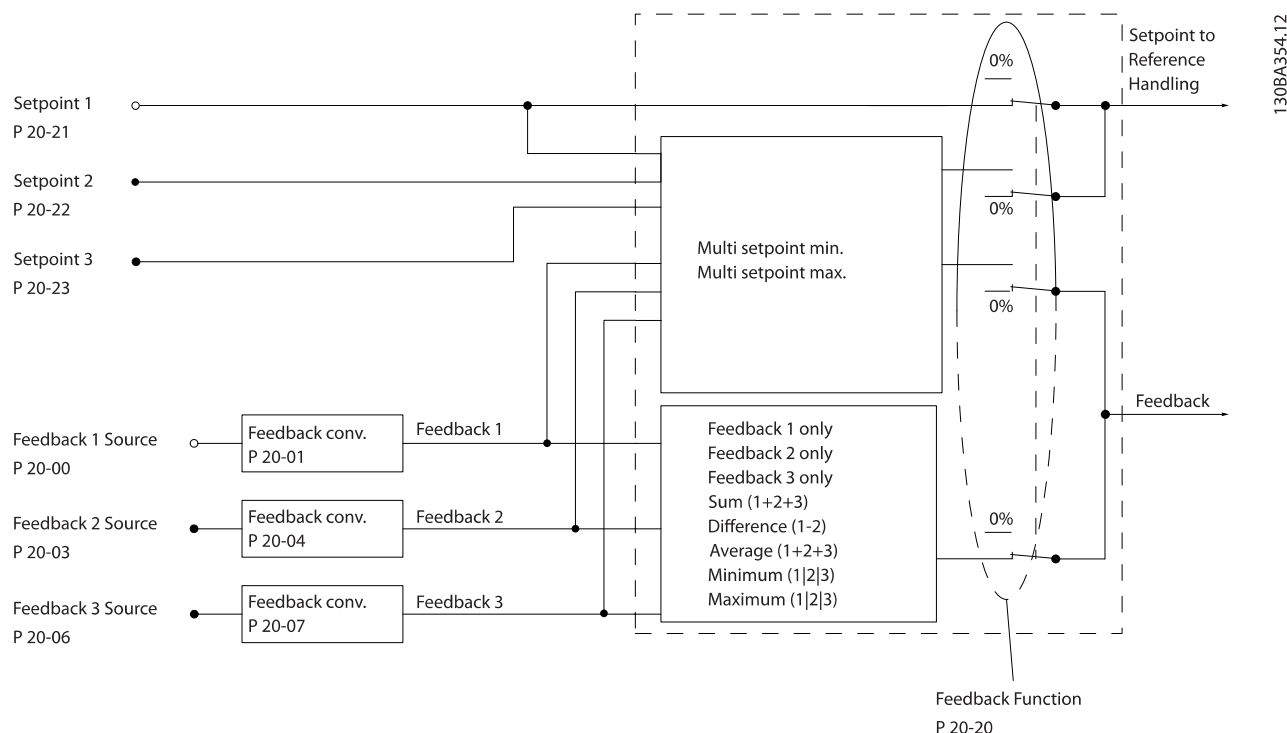 130BA354.12
Setpoint to
Reference
Handling
0%
Setpoint 1
P 20-21
Setpoint 2
P 20-22
0%
Setpoint 3
P 20-23
Multi setpoint min.
Multi setpoint max.
0%
Feedback
Feedback 1 Source
P 20-00
Feedback conv.
P 20-01
Feedback 1
Feedback 2 Source
P 20-03
Feedback conv.
P 20-04
Feedback 2
Feedback 3 Source
P 20-06
Feedback conv.
P 20-07
Feedback 3
Feedback 1 only
Feedback 2 only
Feedback 3 only
Sum (1+2+3)
Difference (1-2)
Average (1+2+3)
Minimum (1|2|3)
Maximum (1|2|3)
0%
Feedback Function
P 20-20